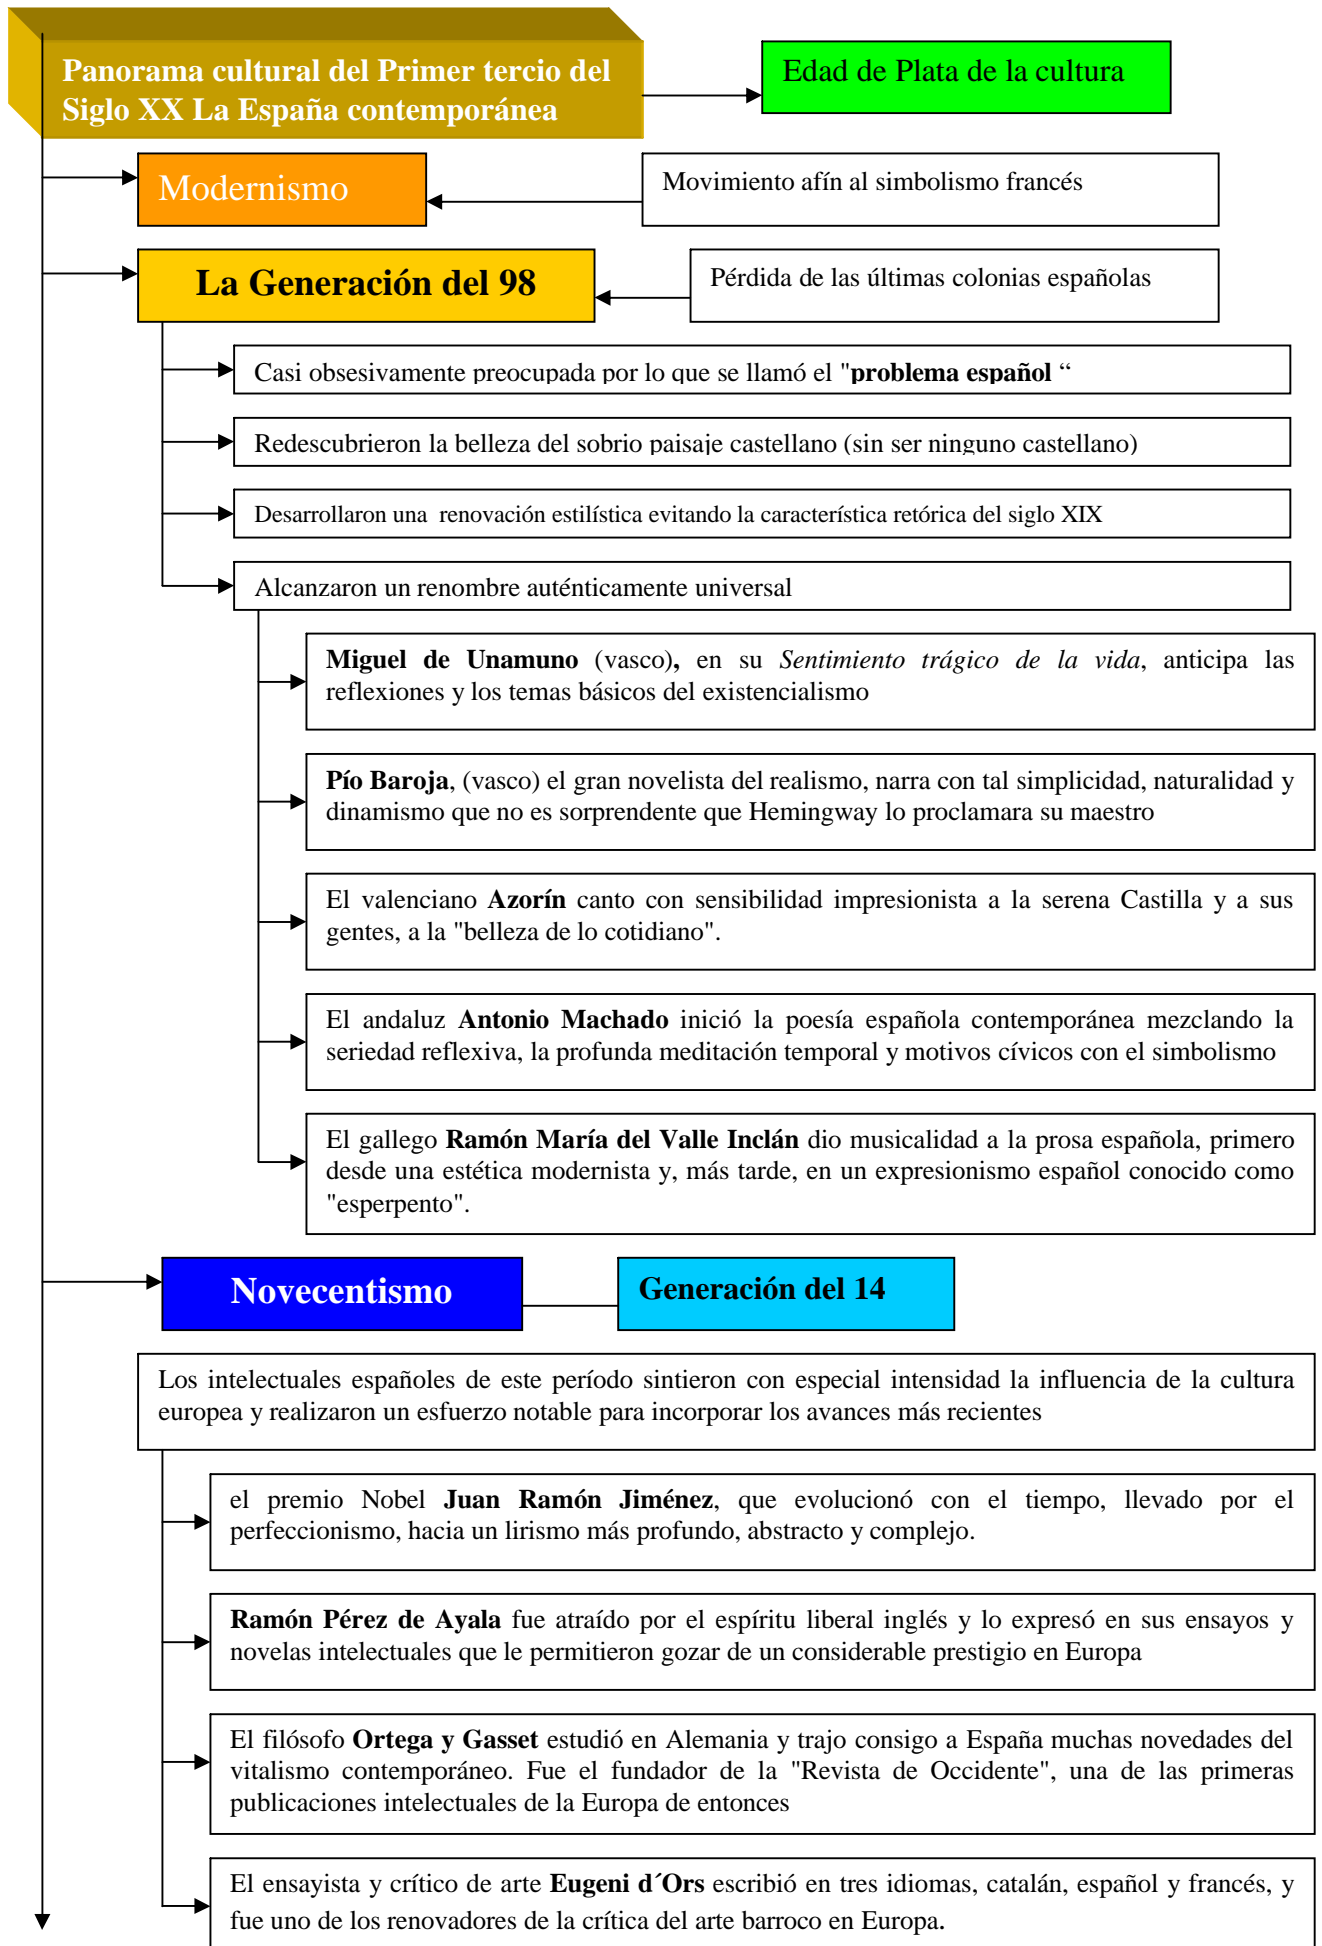 Panorama cultural del Primer tercio del
Siglo XX La España contemporánea
Edad de Plata de la cultura
Modernismo
Movimiento afín al simbolismo francés
La Generación del 98
Pérdida de las últimas colonias españolas
Casi obsesivamente preocupada por lo que se llamó el "problema español “
Redescubrieron la belleza del sobrio paisaje castellano (sin ser ninguno castellano)
Desarrollaron una  renovación estilística evitando la característica retórica del siglo XIX
Alcanzaron un renombre auténticamente universal
Miguel de Unamuno (vasco), en su Sentimiento trágico de la vida, anticipa las
reflexiones y los temas básicos del existencialismo
Pío Baroja, (vasco) el gran novelista del realismo, narra con tal simplicidad, naturalidad y
dinamismo que no es sorprendente que Hemingway lo proclamara su maestro
El valenciano Azorín canto con sensibilidad impresionista a la serena Castilla y a sus
gentes, a la "belleza de lo cotidiano".
El andaluz Antonio Machado inició la poesía española contemporánea mezclando la
seriedad reflexiva, la profunda meditación temporal y motivos cívicos con el simbolismo
El gallego Ramón María del Valle Inclán dio musicalidad a la prosa española, primero
desde una estética modernista y, más tarde, en un expresionismo español conocido como
"esperpento".
Novecentismo
Generación del 14
Los intelectuales españoles de este período sintieron con especial intensidad la influencia de la cultura
europea y realizaron un esfuerzo notable para incorporar los avances más recientes
el premio Nobel Juan Ramón Jiménez, que evolucionó con el tiempo, llevado por el
perfeccionismo, hacia un lirismo más profundo, abstracto y complejo.
Ramón Pérez de Ayala fue atraído por el espíritu liberal inglés y lo expresó en sus ensayos y
novelas intelectuales que le permitieron gozar de un considerable prestigio en Europa
El filósofo Ortega y Gasset estudió en Alemania y trajo consigo a España muchas novedades del
vitalismo contemporáneo. Fue el fundador de la "Revista de Occidente", una de las primeras
publicaciones intelectuales de la Europa de entonces
El ensayista y crítico de arte Eugeni d´Ors escribió en tres idiomas, catalán, español y francés, y
fue uno de los renovadores de la crítica del arte barroco en Europa.